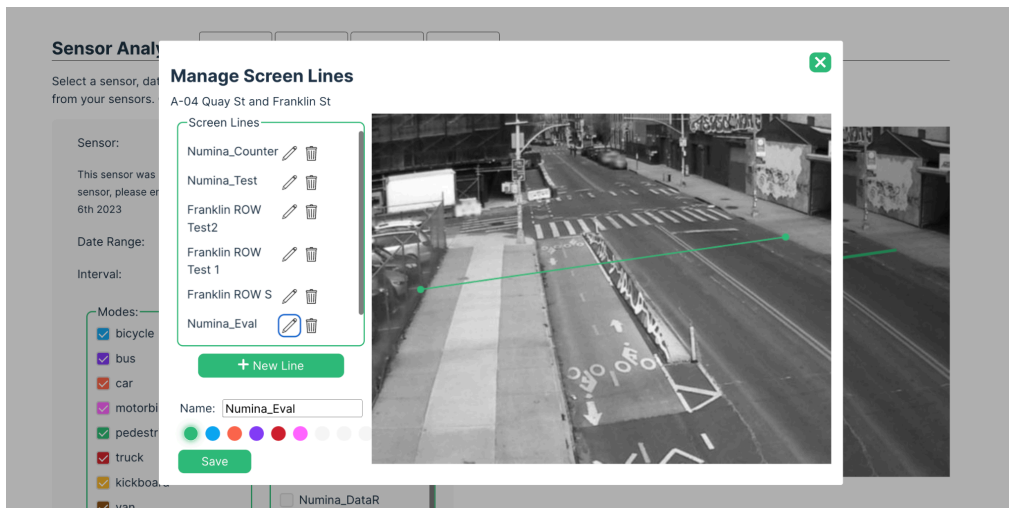 Sensor Analy
Manage Screen Lines
Select a sensor, dat
from your sensors.
A-04 Quay St and Franklin St
Screen Lines
Sensor:
Numina_Counter
This sensor was
Numina_Test
sensor, please er
6th 2023
Franklin ROW
Test2
Date Range:
Franklin ROW
Test 1
Interval:
Franklin ROW S
Modes:
Numina_Eval
bicycle
bus
+ New Line
car
motorbi
Name: Numina_Eval
pedestr
truck
Save
kickboard
van
Numina_DataR